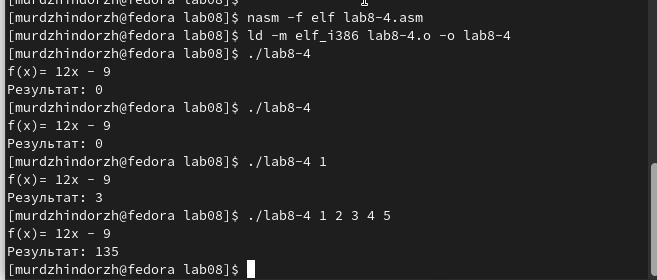 [murdzhindorzh@fedora lab08]$
[murdzhindorzh@fedora lab08]$ nasm -f elf lab8-4.asm
[murdzhindorzh@fedora lab08]$ ld -m elf_i386 lab8-4.o -o lab8-4
[murdzhindorzh@fedora lab08]$ ./lab8-4
f(x)= 12x - 9
Результат: 0
[murdzhindorzh@fedora lab08]$ ./lab8-4
f(x)= 12x - 9
Результат: 0
[murdzhindorzh@fedora lab08]$ ./lab8-4 1
f(x)= 12x - 9
Результат: 3
[murdzhindorzh@fedora lab08]$ ./lab8-4 1 2 3 4 5
f(x)= 12x - 9
Результат: 135
[murdzhindorzh@fedora lab08]$